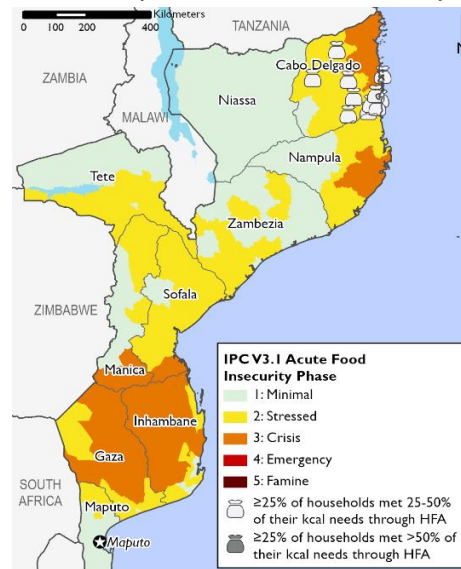 Kilometers
0 100 200 400
TANZANIA
ZAMBIA
MALAWI
Cabo Delgado
Niassa
Nampula
Tete
Zambezia
Sofala
ZIMBABWE
Manica
Inhambane
Gaza
SOUTH
AFRICA
Maputo
Maputo
IPC V3.1 Acute Food
Insecurity Phase
1: Minimal
2: Stressed
3: Crisis
4: Emergency
5: Famine
≥25% of households met 25-50%
of their kcal needs through HFA
≥25% of households met >50% of
their kcal needs through HFA